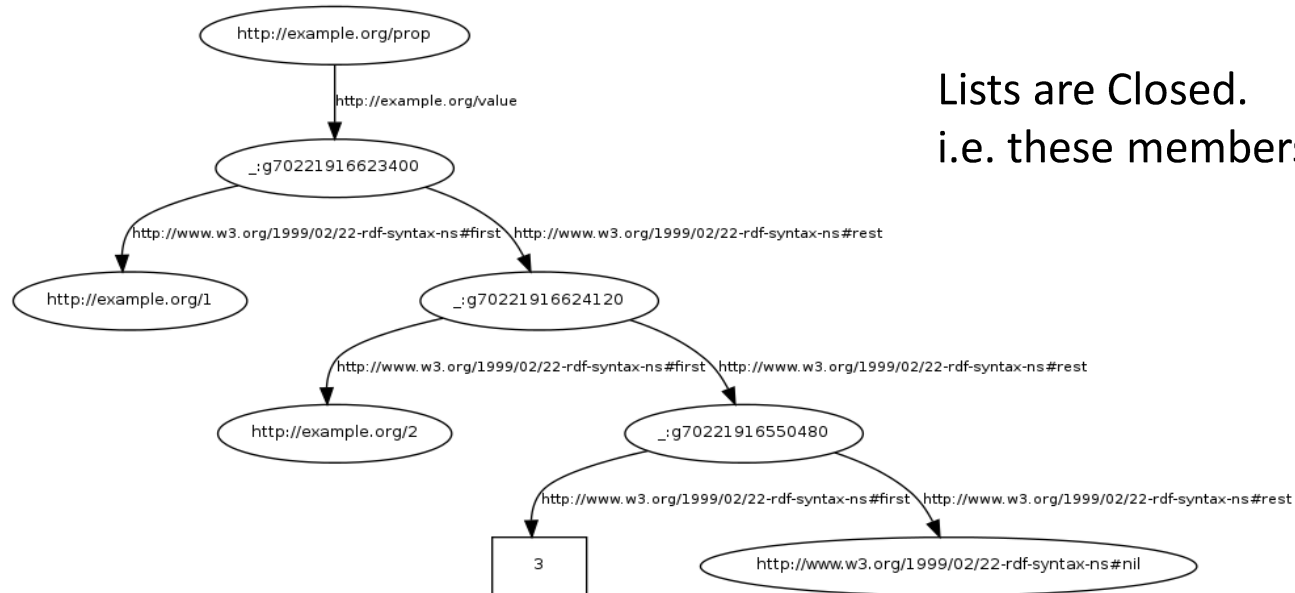 http://example.org/prop
Lists are Closed.
http://example.org/value
i.e. these members
_:g70221916623400
http://www.w3.org/1999/02/22-rdf-syntax-ns#first
http://www.w3.org/1999/02/22-rdf-syntax-ns#rest
http://example.org/1
_:g70221916624120
http://www.w3.org/1999/02/22-rdf-syntax-ns#first
http://www.w3.org/1999/02/22-rdf-syntax-ns#rest
http://example.org/2
_:g70221916550480
http://www.w3.org/1999/02/22-rdf-syntax-ns#first
http://www.w3.org/1999/02/22-rdf-syntax-ns#rest
3
http://www.w3.org/1999/02/22-rdf-syntax-ns#nil